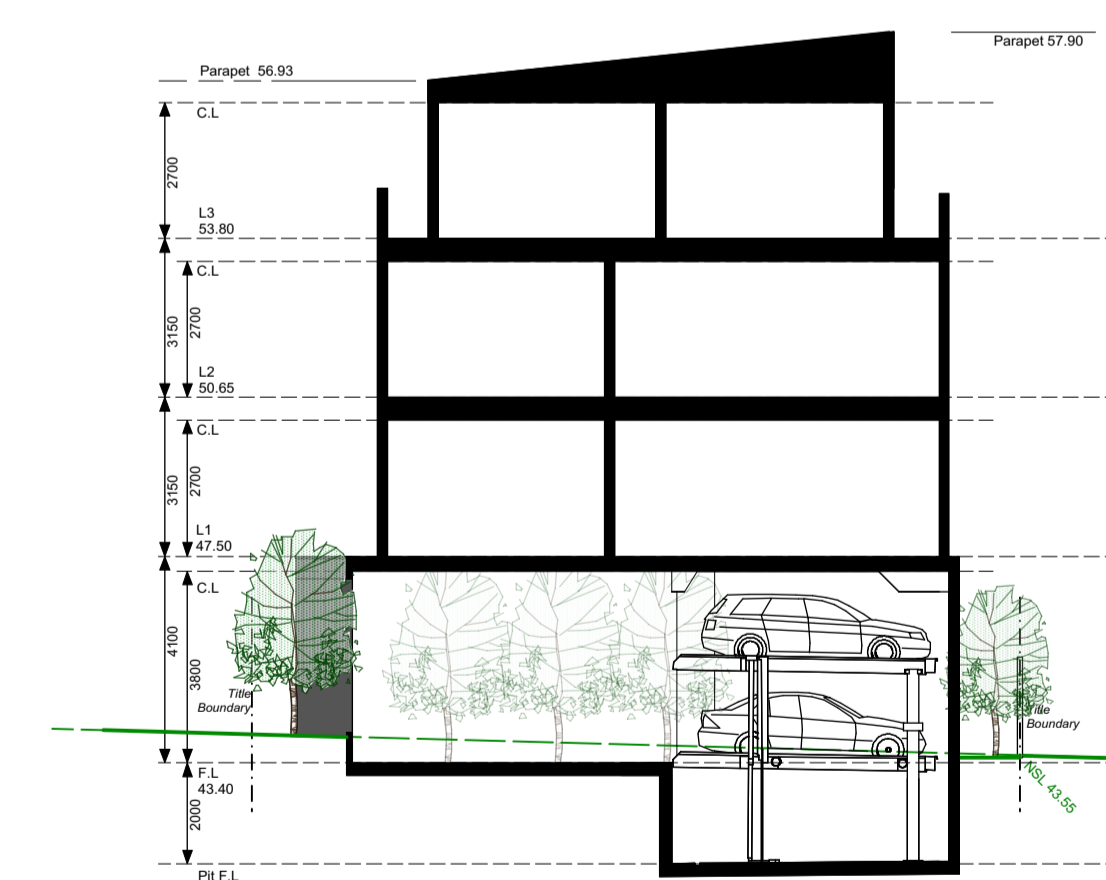 Parapet 57.90
Parapet 56.93
C.L
2700
L3
53.80
C.L
3150
2700
L2
50.65
C.L
3150
2700
L1
47.50
C.L
4100
3800
Title
Boundary
Title
Boundary
F.L
43.40
NSL 43.55
2000
Pit F.L